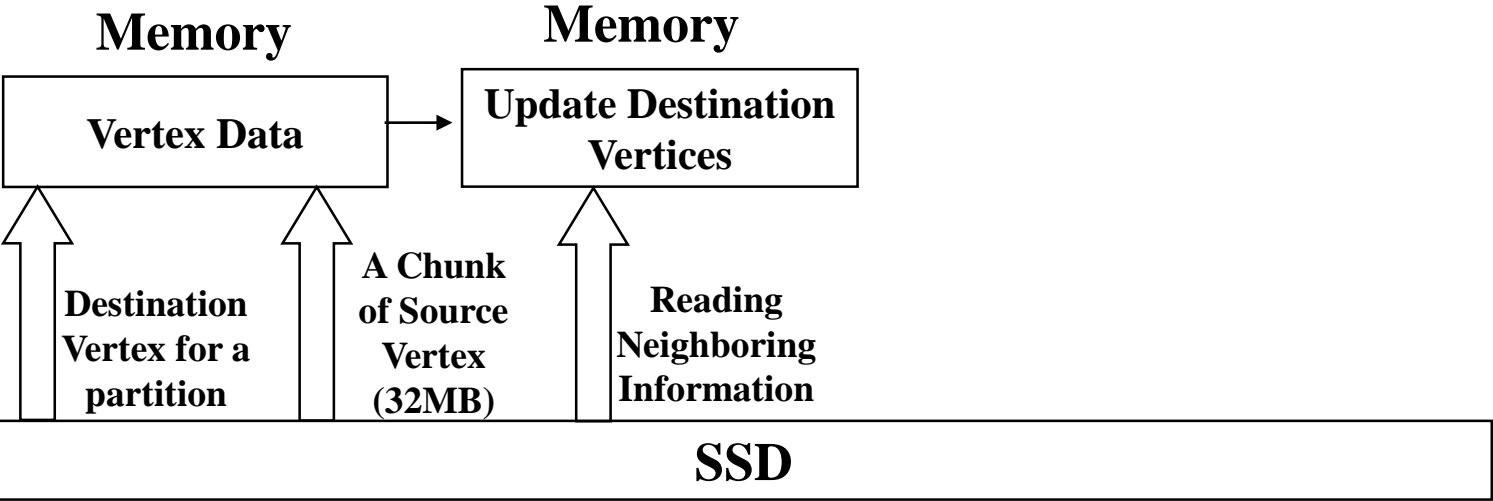 Memory
Memory
Vertex Data
Update Destination
Vertices
Destination
Vertex for a
partition
A Chunk
of Source
Vertex
(32MB)
Reading
Neighboring
Information
SSD